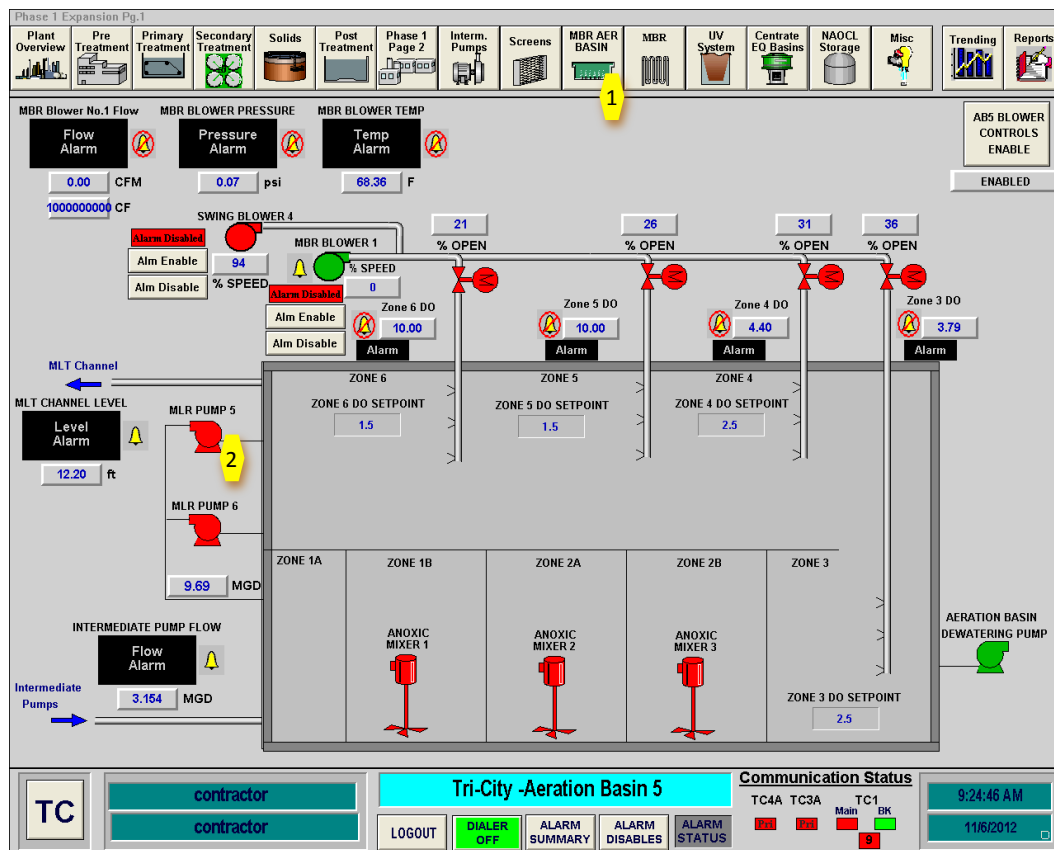 Phase 1 Expansion Pg.1
Plant Overview
Pre Treatment
Primary Treatment
Secondary Treatment
Solids
Post Treatment
Phase 1 Page 2
Interm. Pumps
Screens
MBR AER BASIN
MBR
UV System
Centrate EQ Basins
NAOCL Storage
Misc
Trending
Reports
1
MBR Blower No.1 Flow
MBR BLOWER PRESSURE
MBR BLOWER TEMP
Flow Alarm
Pressure Alarm
Temp Alarm
0.00 CFM
0.07 psi
68.36 F
1000000000 CF
AB5 BLOWER
CONTROLS
ENABLE
ENABLED
SWING BLOWER 4
Alarm Disabled
Alm Enable
Alm Disable
94
% SPEED
MBR BLOWER 1
% SPEED
0
Alarm Disabled
Alm Enable
Alm Disable
21
% OPEN
26
% OPEN
31
% OPEN
36
% OPEN
M
M
M
M
Zone 6 DO
10.00
Alarm
Zone 5 DO
10.00
Alarm
Zone 4 DO
4.40
Alarm
Zone 3 DO
3.79
Alarm
MLT Channel
MLT CHANNEL LEVEL
Level
Alarm
12.20 ft
MLR PUMP 5
2
MLR PUMP 6
9.69 MGD
ZONE 6
ZONE 6 DO SETPOINT
1.5
ZONE 5
ZONE 5 DO SETPOINT
1.5
ZONE 4
ZONE 4 DO SETPOINT
2.5
ZONE 1A
ZONE 1B
ZONE 2A
ZONE 2B
ZONE 3
ANOXIC
MIXER 1
ANOXIC
MIXER 2
ANOXIC
MIXER 3
ZONE 3 DO SETPOINT
2.5
INTERMEDIATE PUMP FLOW
Flow
Alarm
3.154 MGD
Intermediate
Pumps
AERATION BASIN
DEWATERING PUMP
TC
contractor
contractor
Tri-City -Aeration Basin 5
LOGOUT
DIALER
OFF
ALARM
SUMMARY
ALARM
DISABLES
ALARM
STATUS
Communication Status
TC4A TC3A TC1
Main BK
Pri Pri
9
9:24:46 AM
11/6/2012